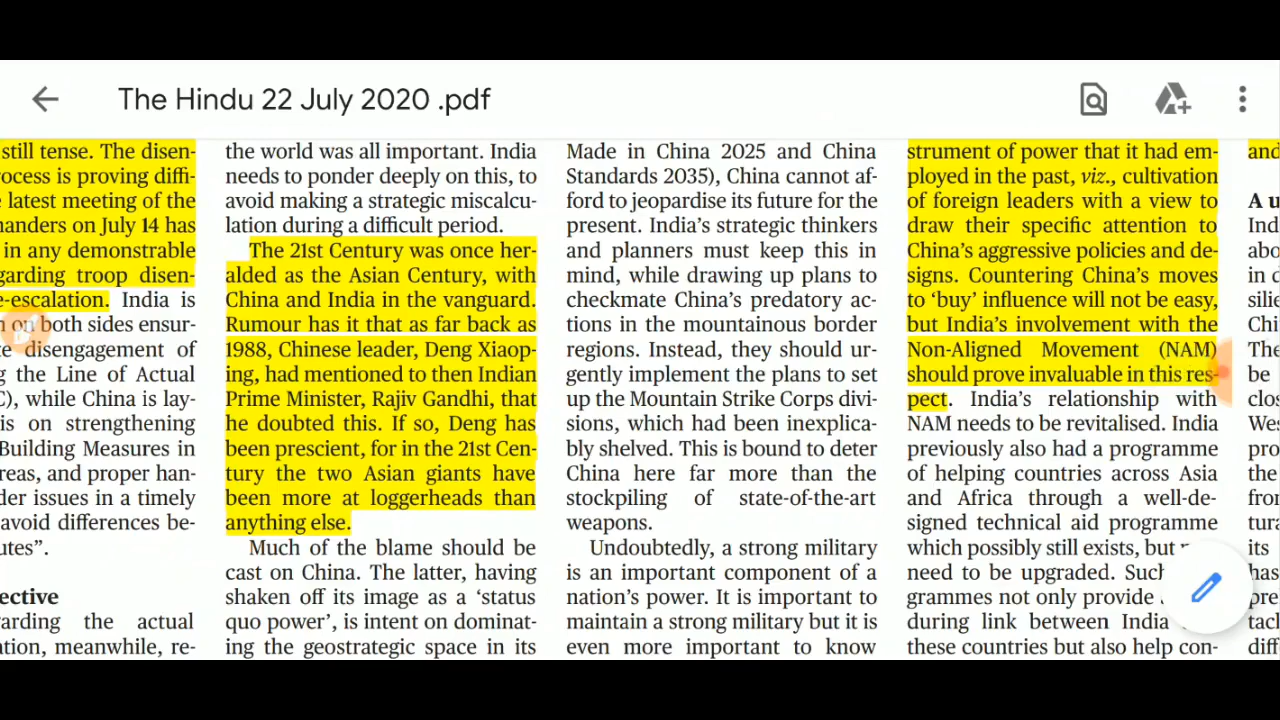 The Hindu 22 July 2020 .pdf
still tense. The disen-
rocess is proving diffi-
latest meeting of the
anders on July 14 has
in any demonstrable
garding troop disen-
e-escalation. India is
on both sides ensur-
disengagement of
g the Line of Actual
C), while China is lay-
is on strengthening
Building Measures in
reas, and proper han-
der issues in a timely
avoid differences be-
utes”.
ective
arding the actual
ation, meanwhile, re-
the world was all important. India
needs to ponder deeply on this, to
avoid making a strategic miscalcu-
lation during a difficult period.
The 21st Century was once her-
alded as the Asian Century, with
China and India in the vanguard.
Rumour has it that as far back as
1988, Chinese leader, Deng Xiaop-
ing, had mentioned to then Indian
Prime Minister, Rajiv Gandhi, that
he doubted this. If so, Deng has
been prescient, for in the 21st Cen-
tury the two Asian giants have
been more at loggerheads than
anything else.
Much of the blame should be
cast on China. The latter, having
shaken off its image as a ‘status
quo power’, is intent on dominat-
ing the geostrategic space in its
Made in China 2025 and China
Standards 2035), China cannot af-
ford to jeopardise its future for the
present. India’s strategic thinkers
and planners must keep this in
mind, while drawing up plans to
checkmate China’s predatory ac-
tions in the mountainous border
regions. Instead, they should ur-
gently implement the plans to set
up the Mountain Strike Corps divi-
sions, which had been inexplica-
bly shelved. This is bound to deter
China here far more than the
stockpiling of state-of-the-art
weapons.
Undoubtedly, a strong military
is an important component of a
nation’s power. It is important to
maintain a strong military but it is
even more important to know
strument of power that it had em-
ployed in the past, viz., cultivation
of foreign leaders with a view to
draw their specific attention to
China’s aggressive policies and de-
signs. Countering China’s moves
to ‘buy’ influence will not be easy,
but India’s involvement with the
Non-Aligned Movement (NAM)
should prove invaluable in this res-
pect. India’s relationship with
NAM needs to be revitalised. India
previously also had a programme
of helping countries across Asia
and Africa through a well-de-
signed technical aid programme
which possibly still exists, but
need to be upgraded. Such
grammes not only provide
during link between India
these countries but also help con-
and
A u
Ind
abo
in d
silie
Chi
The
be
clos
Wes
pro
the
fron
tura
its
has
pre
tack
diff